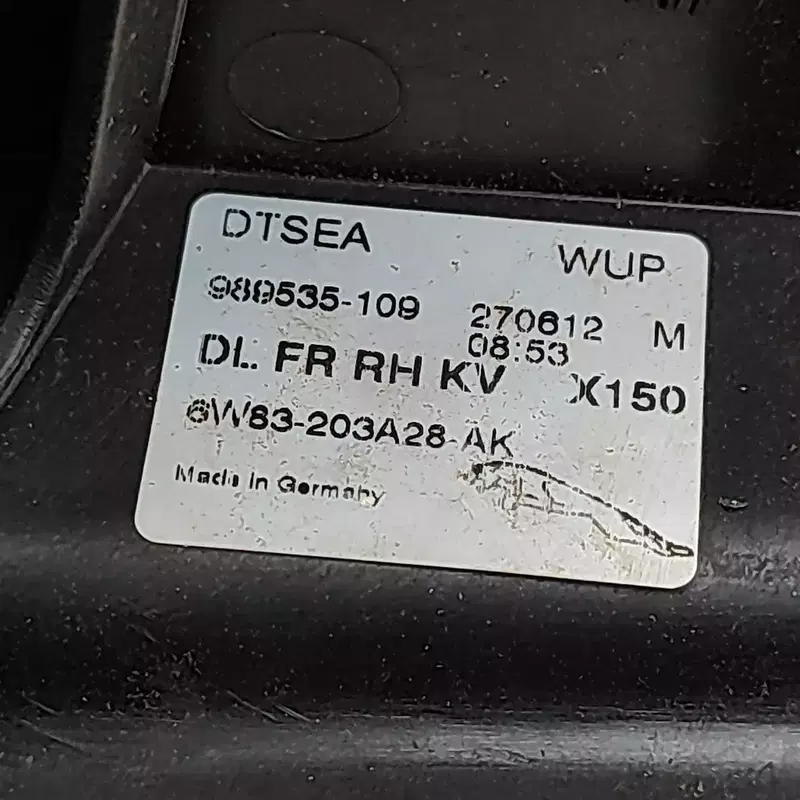 DTSEA WUP
989535-109 270612 M
08:53
DL FR RH KV X150
6W83-203A28-AK
Made in Germany